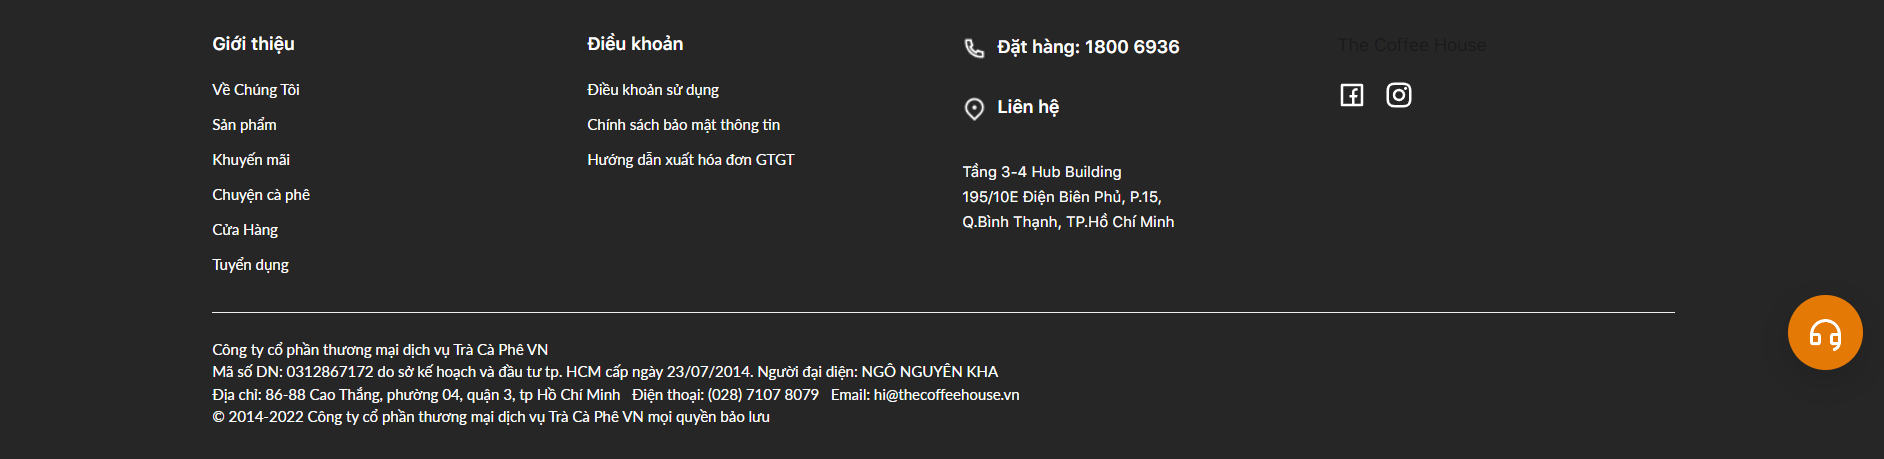 Giới thiệu
Về Chúng Tôi
Sản phẩm
Khuyến mãi
Chuyện cà phê
Cửa Hàng
Tuyển dụng
Điều khoản
Điều khoản sử dụng
Chính sách bảo mật thông tin
Hướng dẫn xuất hóa đơn GTGT
Đặt hàng: 1800 6936
Liên hệ
Tầng 3-4 Hub Building
195/10E Điện Biên Phủ, P.15,
Q.Bình Thạnh, TP.Hồ Chí Minh
The Coffee House
Công ty cổ phần thương mại dịch vụ Trà Cà Phê VN
Mã số DN: 0312867172 do sở kế hoạch và đầu tư tp. HCM cấp ngày 23/07/2014. Người đại diện: NGÔ NGUYÊN KHA
Địa chỉ: 86-88 Cao Thắng, phường 04, quận 3, tp Hồ Chí Minh Điện thoại: (028) 7107 8079 Email: hi@thecoffeehouse.vn
© 2014-2022 Công ty cổ phần thương mại dịch vụ Trà Cà Phê VN mọi quyền bảo lưu